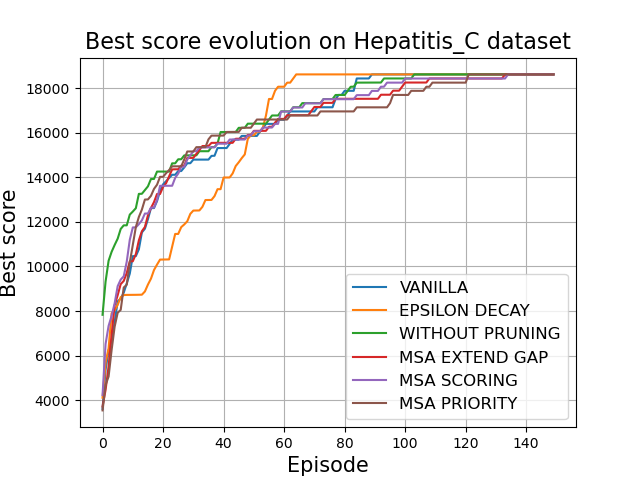 Best score evolution on Hepatitis_C dataset
Best score
18000
16000
14000
12000
10000
8000
6000
4000
VANILLA
EPSILON DECAY
WITHOUT PRUNING
MSA EXTEND GAP
MSA SCORING
MSA PRIORITY
0 20 40 60 80 100 120 140
Episode